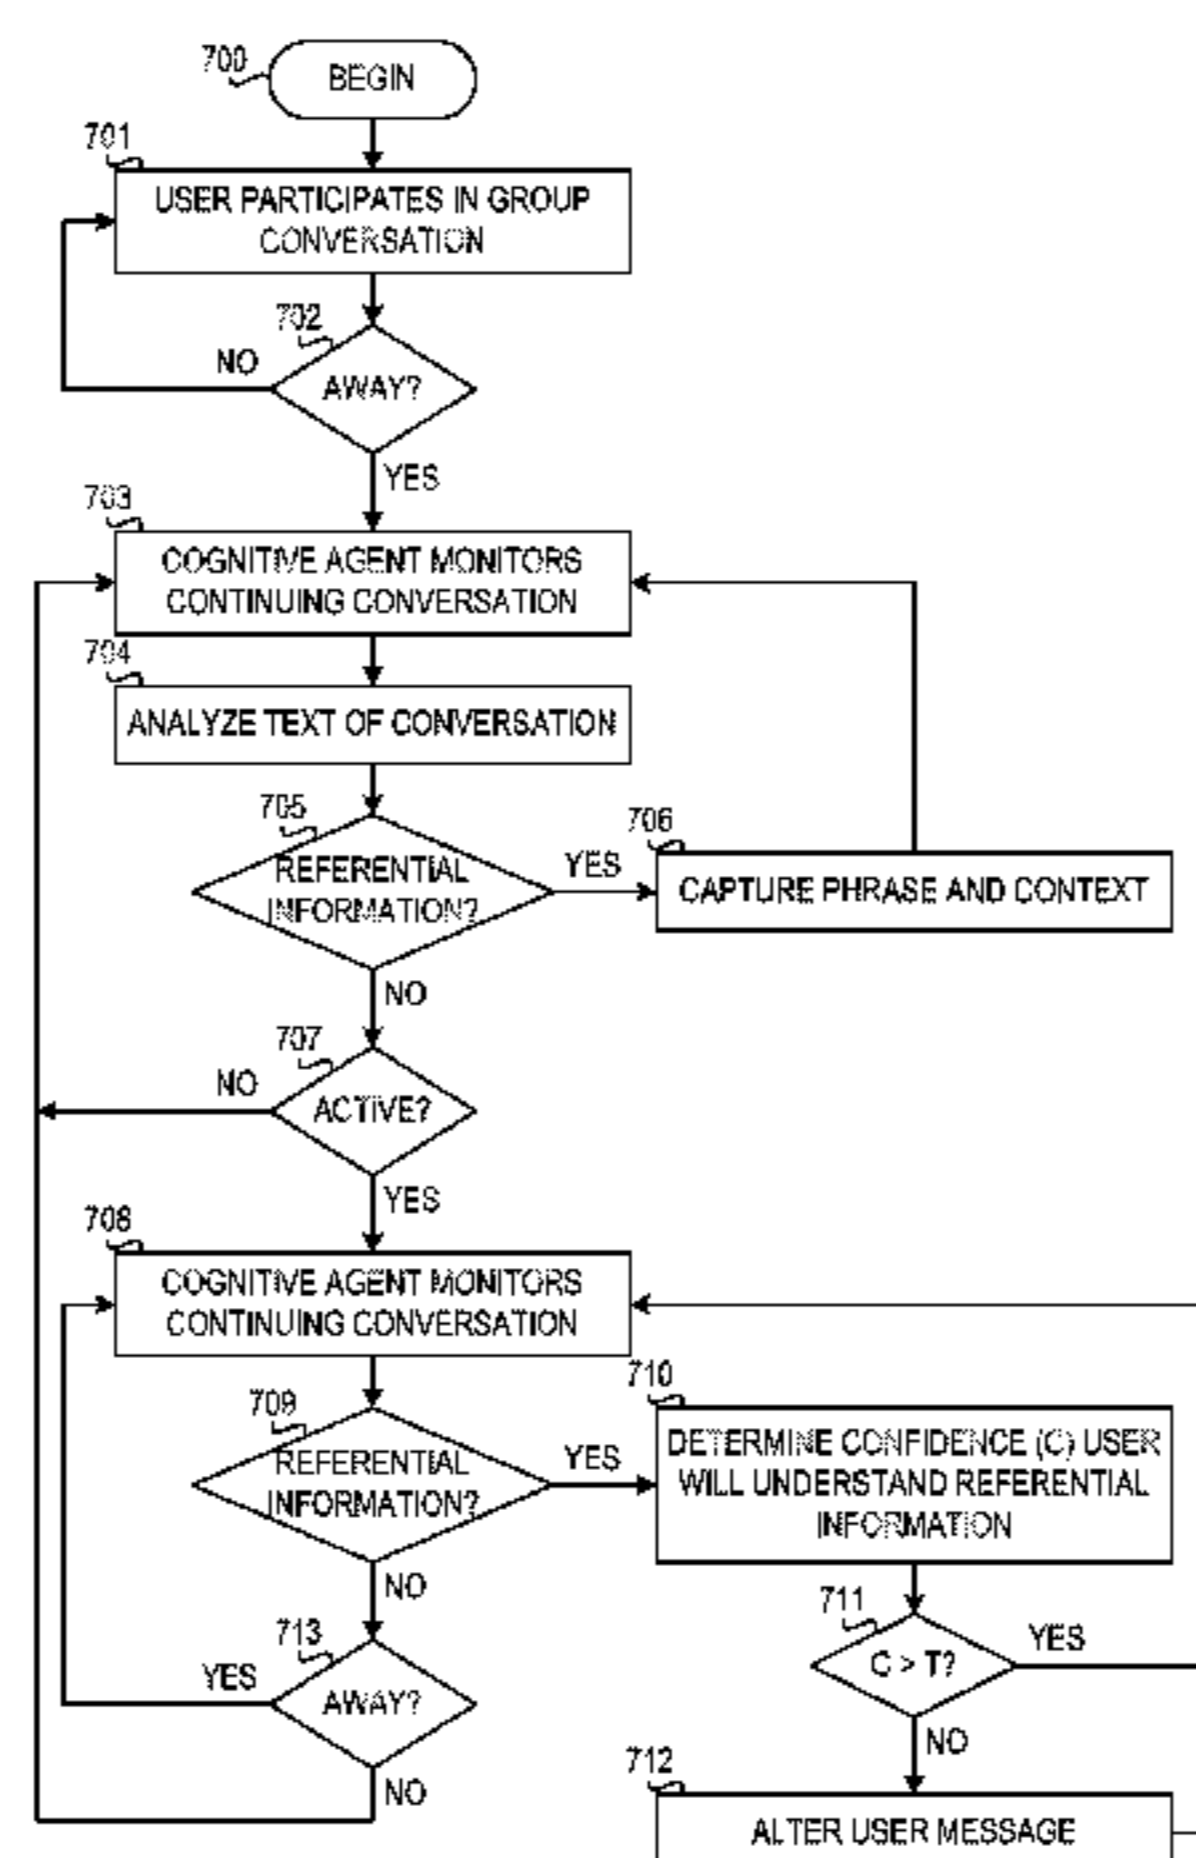 700
BEGIN
701
USER PARTICIPATES IN GROUP
CONVERSATION
702
NO
AWAY?
YES
703
COGNITIVE AGENT MONITORS
CONTINUING CONVERSATION
704
ANALYZE TEXT OF CONVERSATION
705
REFERENTIAL
INFORMATION?
YES
706
CAPTURE PHRASE AND CONTEXT
NO
707
NO
ACTIVE?
YES
708
COGNITIVE AGENT MONITORS
CONTINUING CONVERSATION
709
REFERENTIAL
INFORMATION?
YES
710
DETERMINE CONFIDENCE (C) USER
WILL UNDERSTAND REFERENTIAL
INFORMATION
NO
711
C > T?
YES
713
YES
AWAY?
NO
NO
712
ALTER USER MESSAGE